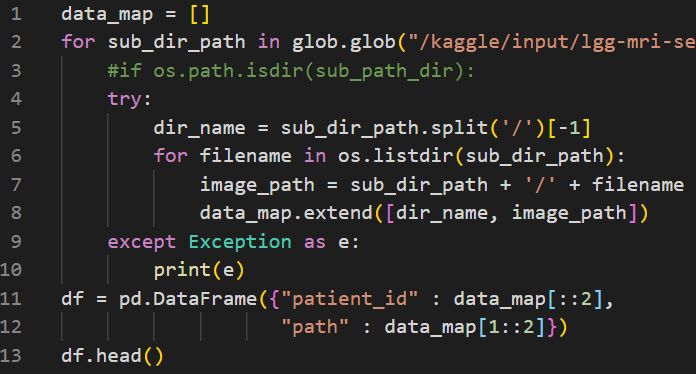 1 data_map = []
2 for sub_dir_path in glob.glob("/kaggle/input/lgg-mri-se
3 #if os.path.isdir(sub_path_dir):
4 try:
5 dir_name = sub_dir_path.split('/')[-1]
6 for filename in os.listdir(sub_dir_path):
7 image_path = sub_dir_path + '/' + filename
8 data_map.extend([dir_name, image_path])
9 except Exception as e:
10 print(e)
11 df = pd.DataFrame({"patient_id" : data_map[::2],
12 "path" : data_map[1::2]})
13 df.head()